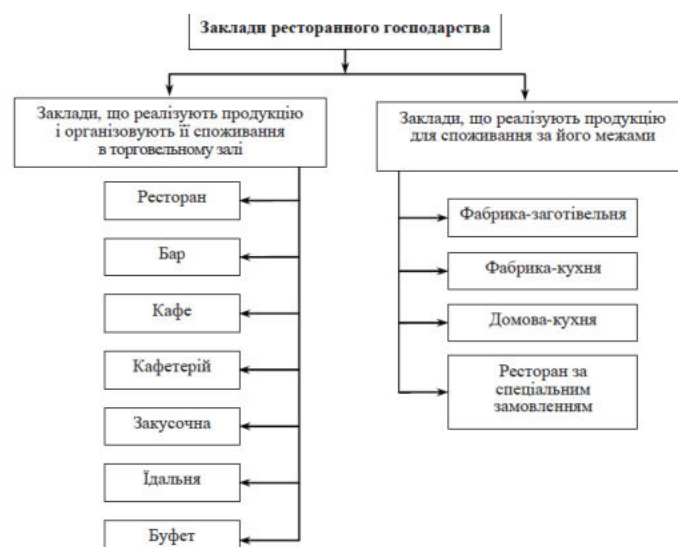 Заклади ресторанного господарства
Заклади, що реалізують продукцію
і організовують її споживання
в торговельному залі
Ресторан
Бар
Кафе
Кафетерій
Закусочна
Їдальня
Буфет
Заклади, що реалізують продукцію
для споживання за його межами
Фабрика-заготівельня
Фабрика-кухня
Домова-кухня
Ресторан за
спеціальним
замовленням